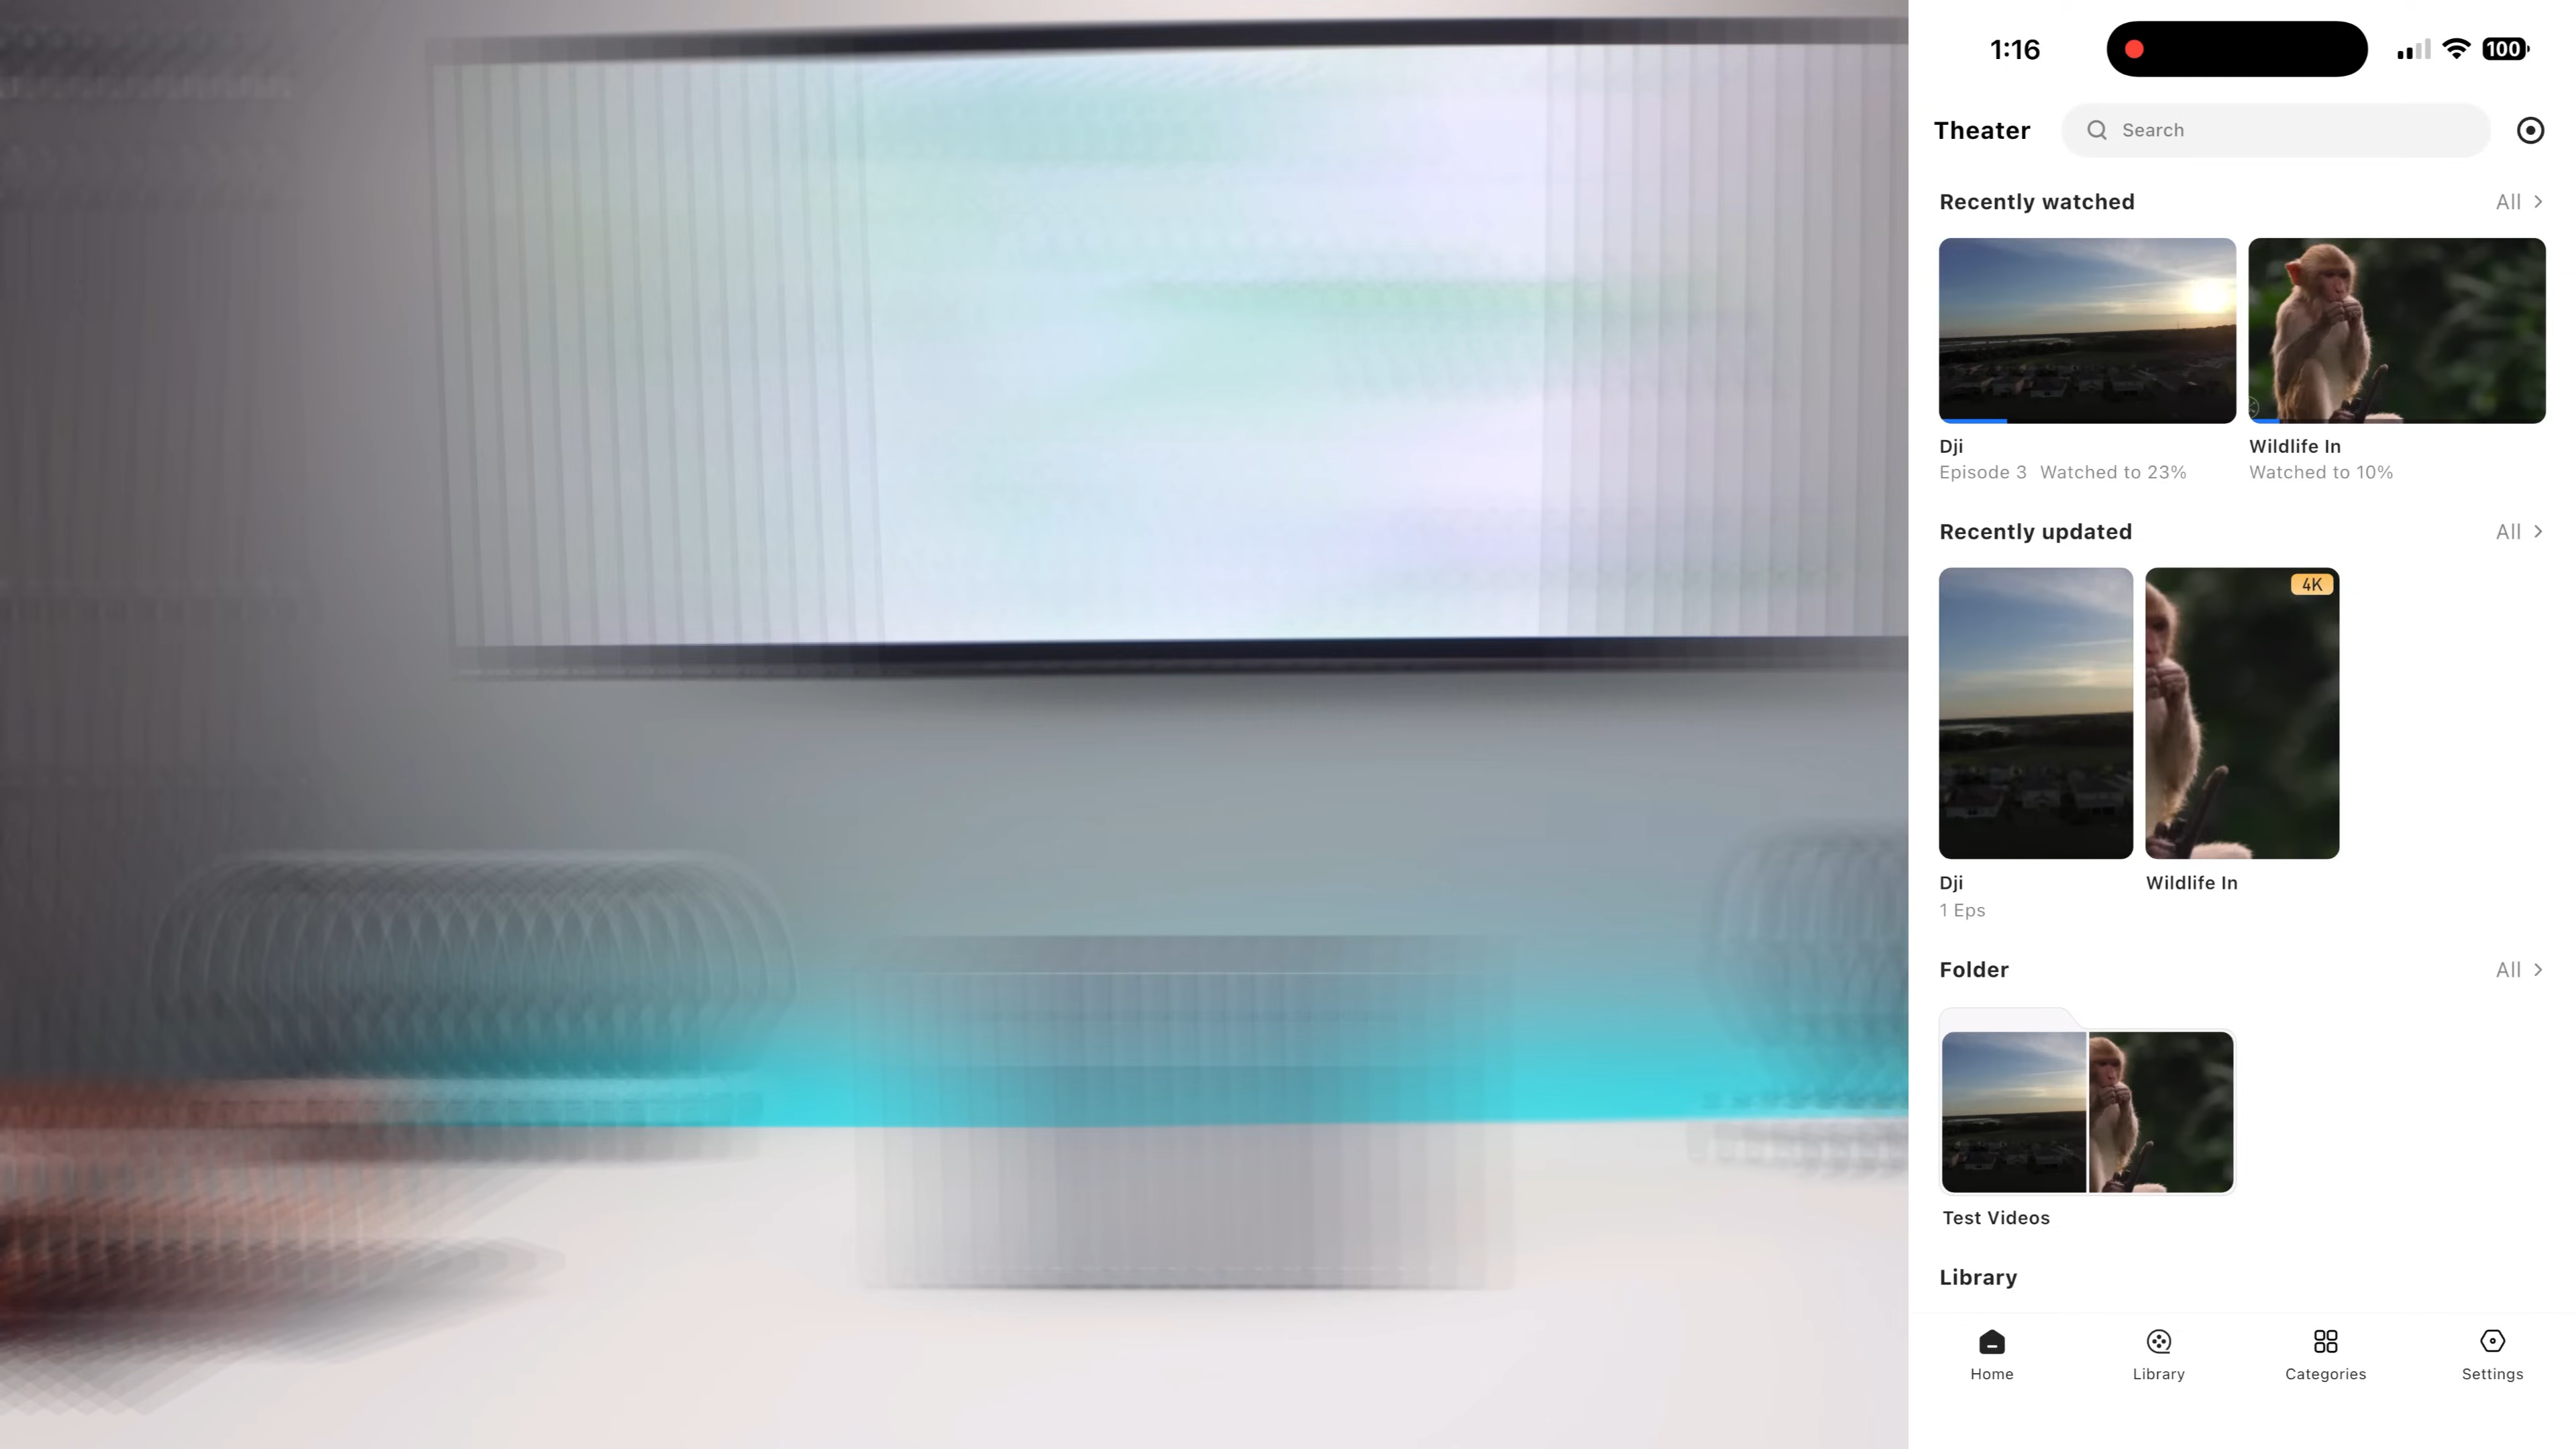 1:16
100
Theater
Search
Recently watched
All
Dji
Episode 3 Watched to 23%
Wildlife In
Watched to 10%
Recently updated
All
4K
Dji
1 Eps
Wildlife In
Folder
All
Test Videos
Library
Home
Library
Categories
Settings